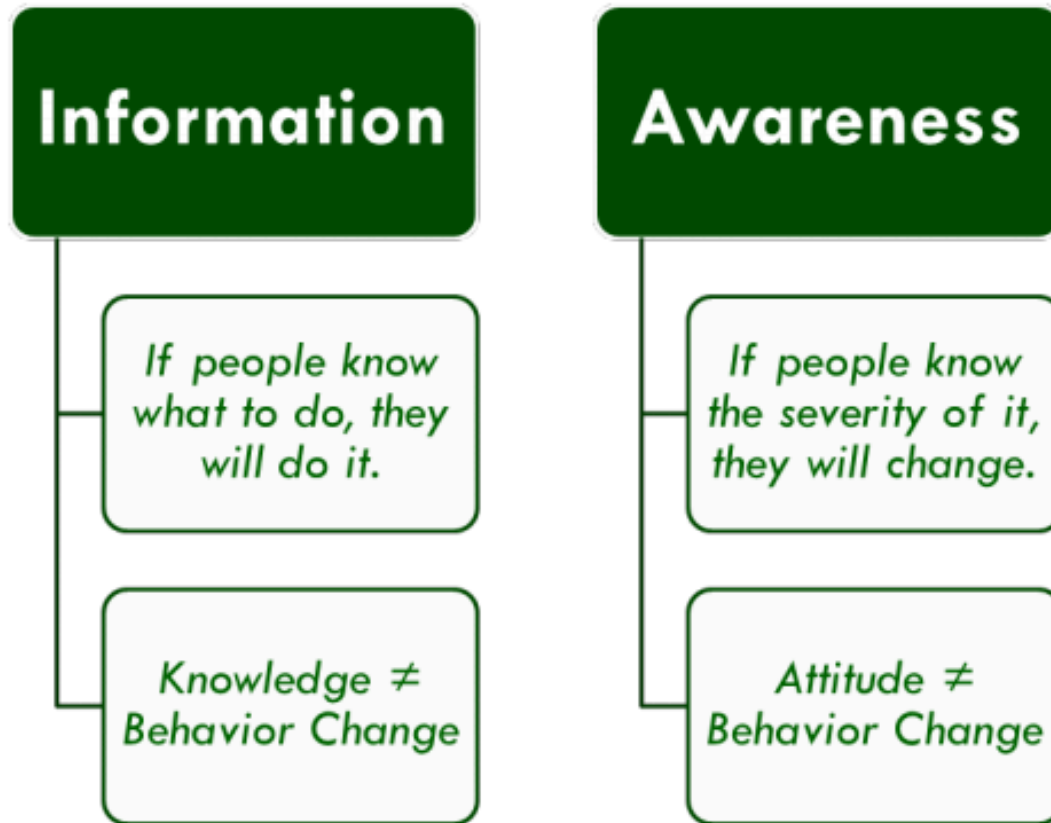 Information
If people know
what to do, they
will do it.
Knowledge ≠
Behavior Change
Awareness
If people know
the severity of it,
they will change.
Attitude ≠
Behavior Change